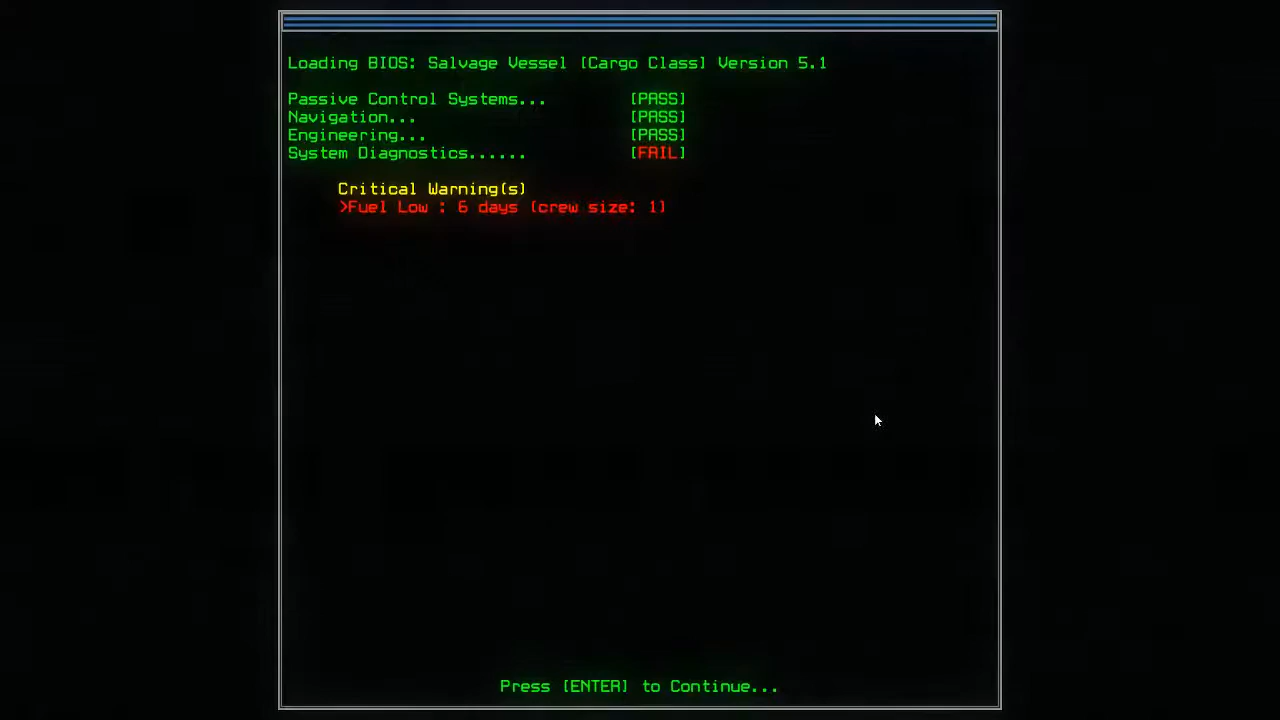 Loading BIOS: Salvage Vessel [Cargo Class] Version 5.1
Passive Control Systems... [PASS]
Navigation... [PASS]
Engineering... [PASS]
System Diagnostics...... [FAIL]
Critical Warning(s)
>Fuel Low : 6 days (crew size: 1)
Press [ENTER] to Continue...